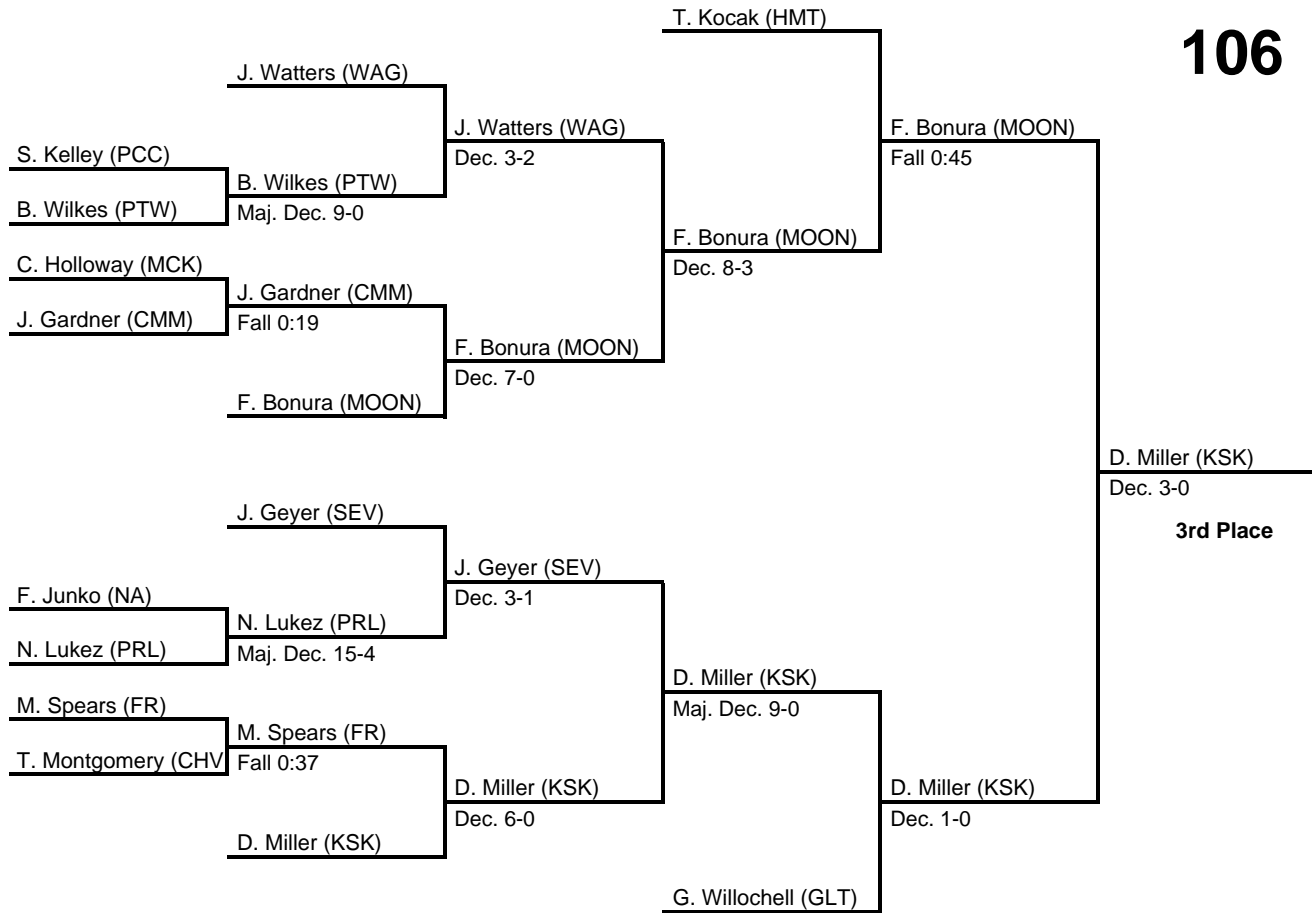 T. Kocak (HMT)
106
J. Watters (WAG)
J. Watters (WAG)
F. Bonura (MOON)
S. Kelley (PCC)
Dec. 3-2
Fall 0:45
B. Wilkes (PTW)
B. Wilkes (PTW)
Maj. Dec. 9-0
F. Bonura (MOON)
C. Holloway (MCK)
Dec. 8-3
J. Gardner (CMM)
J. Gardner (CMM)
Fall 0:19
F. Bonura (MOON)
Dec. 7-0
F. Bonura (MOON)
D. Miller (KSK)
Dec. 3-0
J. Geyer (SEV)
3rd Place
J. Geyer (SEV)
F. Junko (NA)
Dec. 3-1
N. Lukez (PRL)
N. Lukez (PRL)
Maj. Dec. 15-4
D. Miller (KSK)
M. Spears (FR)
Maj. Dec. 9-0
M. Spears (FR)
T. Montgomery (CHV
Fall 0:37
D. Miller (KSK)
D. Miller (KSK)
Dec. 6-0
Dec. 1-0
D. Miller (KSK)
G. Willochell (GLT)